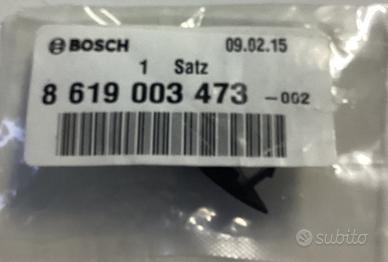 BOSCH 09.02.15
1 Satz
8 619 003 473 -002
subito